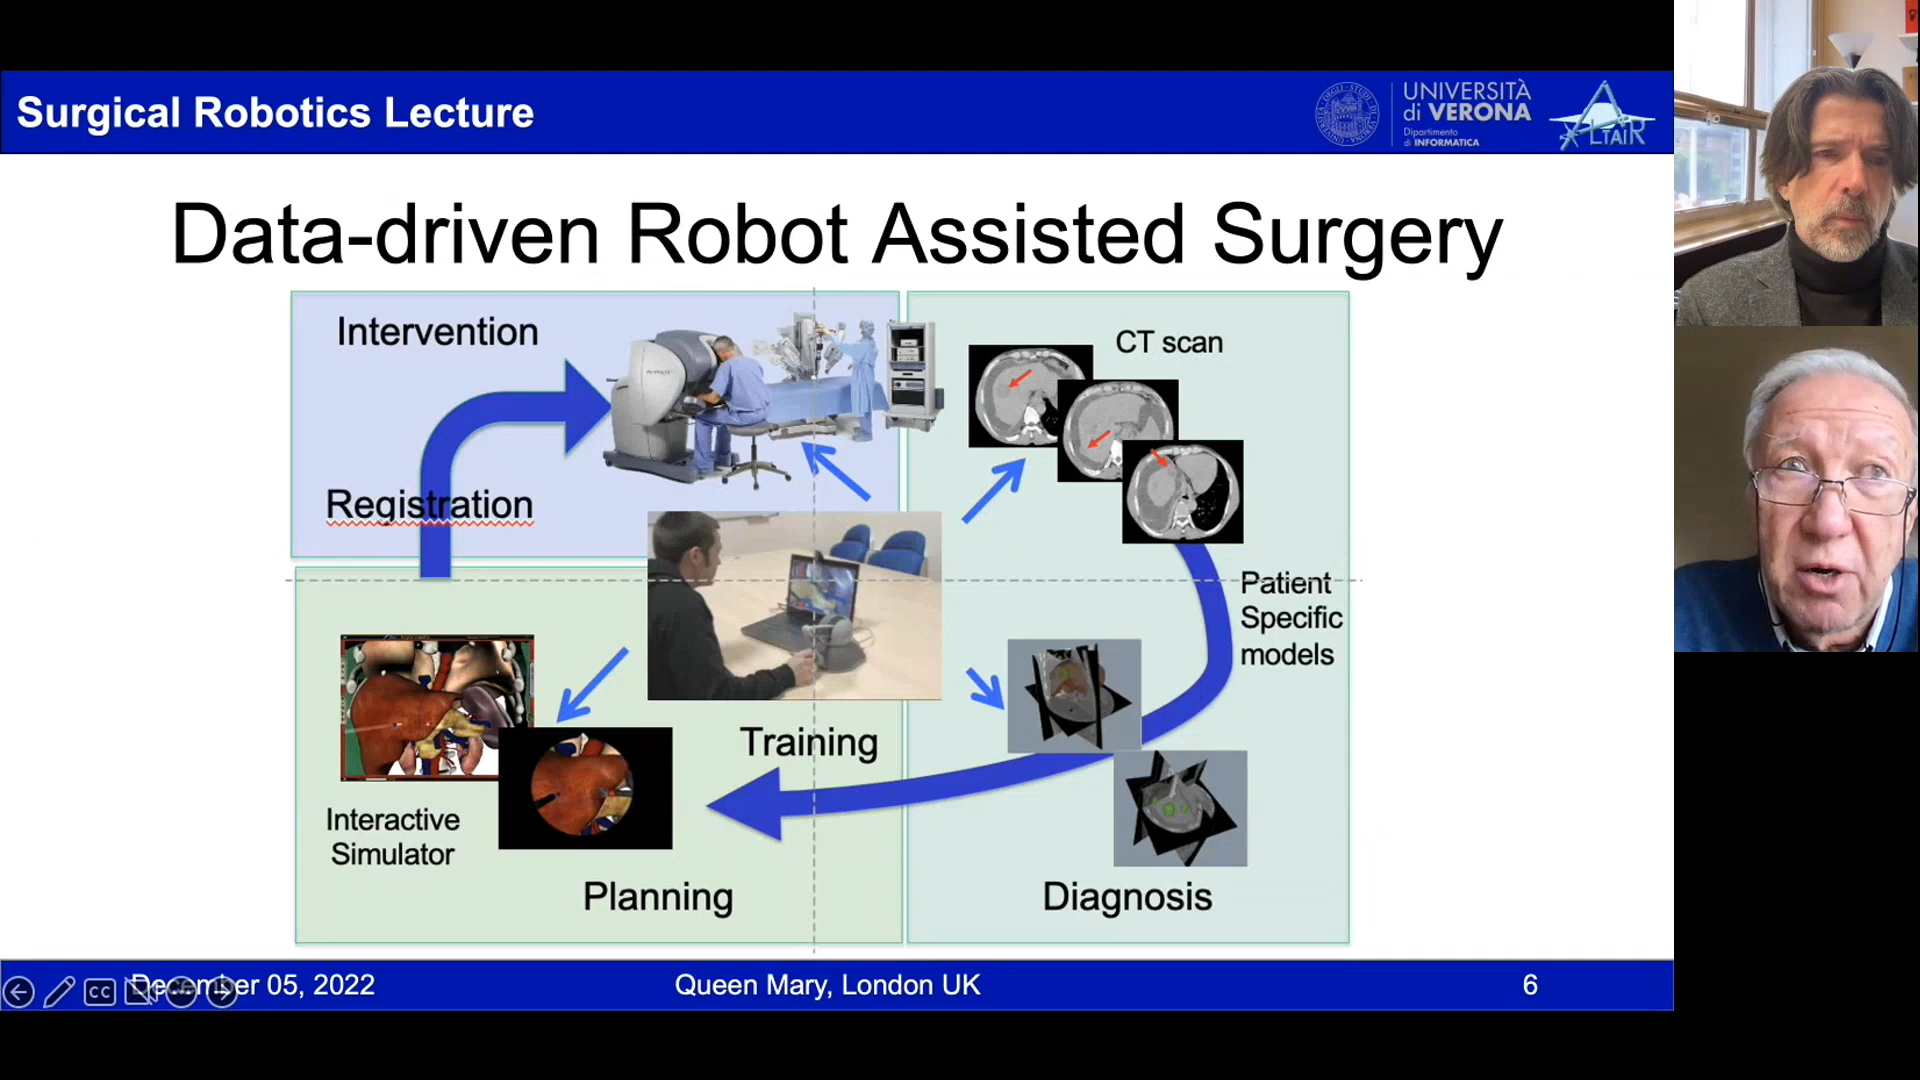 Surgical Robotics Lecture
UNIVERSITÀ
di VERONA
Dipartimento
di INFORMATICA
ALTAIR
Data-driven Robot Assisted Surgery
Intervention
CT scan
Registration
Patient
Specific
models
Training
Interactive
Simulator
Planning
Diagnosis
December 05, 2022
Queen Mary, London UK
6
CC